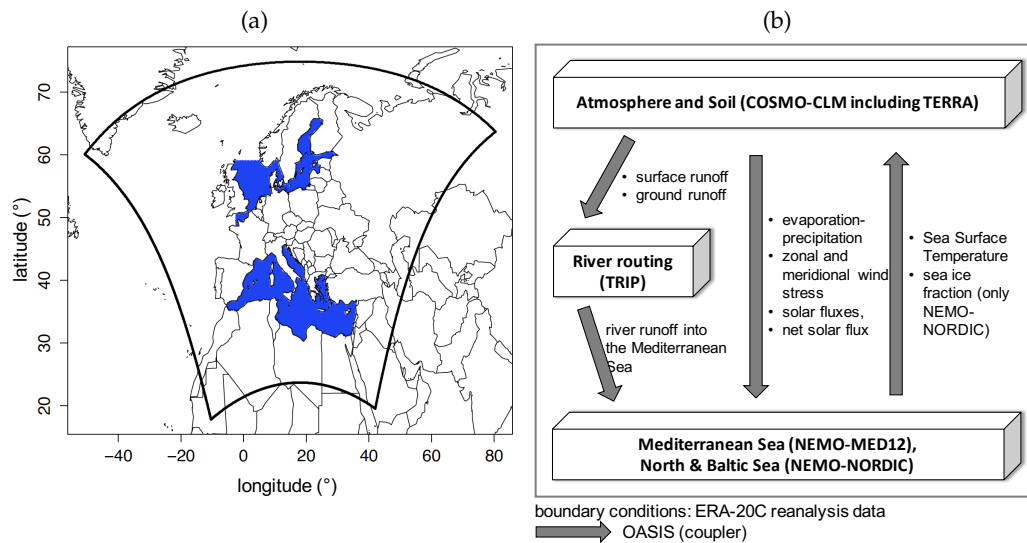 (a)
70
60
50
40
30
20
latitude (°)
−40
−20
0
20
40
60
80
longitude (°)
(b)
Atmosphere and Soil (COSMO-CLM including TERRA)
• surface runoff
• ground runoff
River routing
(TRIP)
river runoff into
the Mediterranean
Sea
• evaporation-
precipitation
• zonal and
meridional wind
stress
• solar fluxes,
• net solar flux
• Sea Surface
Temperature
• sea ice
fraction (only
NEMO-
NORDIC)
Mediterranean Sea (NEMO-MED12),
North & Baltic Sea (NEMO-NORDIC)
boundary conditions: ERA-20C reanalysis data
OASIS (coupler)